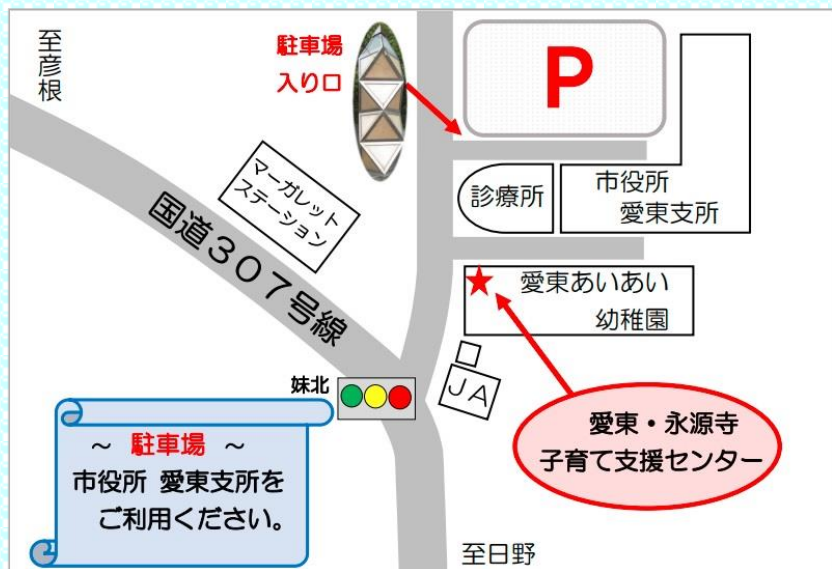 至彦根
駐車場
入り口
P
マーガレット
ステーション
国道307号線
診療所
市役所
愛東支所
愛東あいあい
幼稚園
妹北
JA
～ 駐車場 ～
市役所 愛東支所を
ご利用ください。
愛東・永源寺
子育て支援センター
至日野